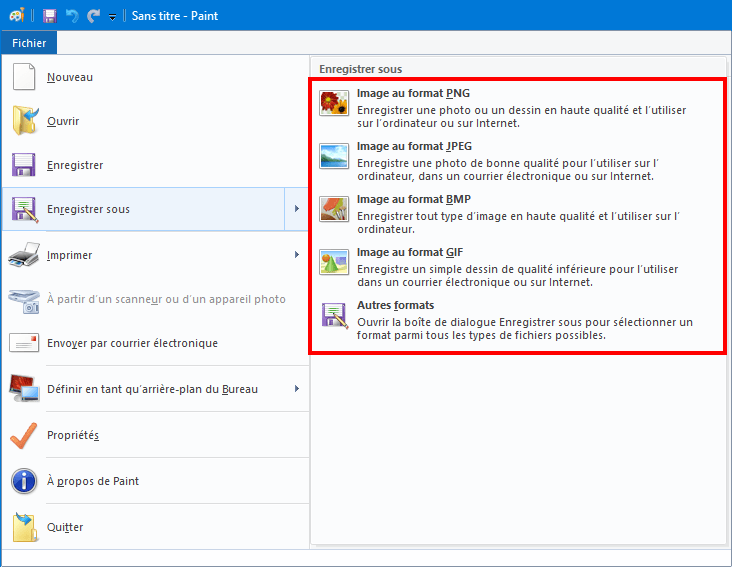 Sans titre - Paint
Fichier
Nouveau
Ouvrir
Enregistrer
Enregistrer sous
Imprimer
À partir d'un scanneur ou d'un appareil photo
Envoyer par courrier électronique
Définir en tant qu'arrière-plan du Bureau
Propriétés
À propos de Paint
Quitter
Enregistrer sous
Image au format PNG
Enregistrer une photo ou un dessin en haute qualité et l'utiliser
sur l'ordinateur ou sur Internet.
Image au format JPEG
Enregistre une photo de bonne qualité pour l'utiliser sur l'
ordinateur, dans un courrier électronique ou sur Internet.
Image au format BMP
Enregistrer tout type d'image en haute qualité et l'utiliser sur l'
ordinateur.
Image au format GIF
Enregistre un simple dessin de qualité inférieure pour l'utiliser
dans un courrier électronique ou sur Internet.
Autres formats
Ouvrir la boîte de dialogue Enregistrer sous pour sélectionner un
format parmi tous les types de fichiers possibles.